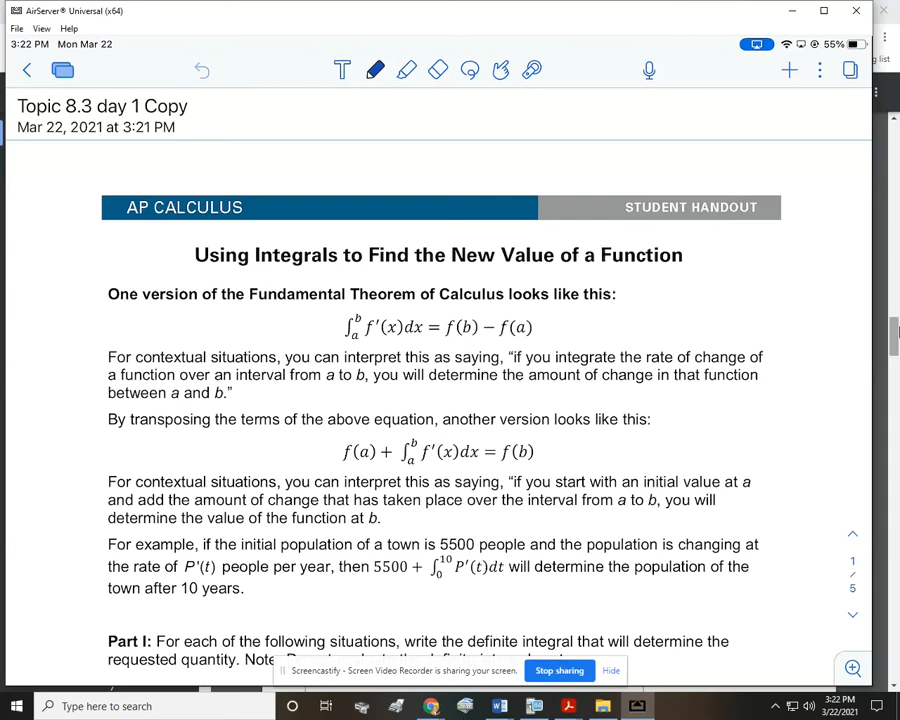 AirServer® Universal (x64)
File View Help
3:22 PM Mon Mar 22
55%
g list
T
Topic 8.3 day 1 Copy
Mar 22, 2021 at 3:21 PM
AP CALCULUS
STUDENT HANDOUT
Using Integrals to Find the New Value of a Function
One version of the Fundamental Theorem of Calculus looks like this:
∫_a^b f'(x)dx = f(b) − f(a)
For contextual situations, you can interpret this as saying, “if you integrate the rate of change of
a function over an interval from a to b, you will determine the amount of change in that function
between a and b.”
By transposing the terms of the above equation, another version looks like this:
f(a) + ∫_a^b f'(x)dx = f(b)
For contextual situations, you can interpret this as saying, “if you start with an initial value at a
and add the amount of change that has taken place over the interval from a to b, you will
determine the value of the function at b.
For example, if the initial population of a town is 5500 people and the population is changing at
the rate of P'(t) people per year, then 5500 + ∫_0^10 P'(t)dt will determine the population of the
town after 10 years.
1
/
5
Part I: For each of the following situations, write the definite integral that will determine the
requested quantity. Note:
Screencastify - Screen Video Recorder is sharing your screen.
Stop sharing
Hide
Type here to search
3:22 PM
3/22/2021